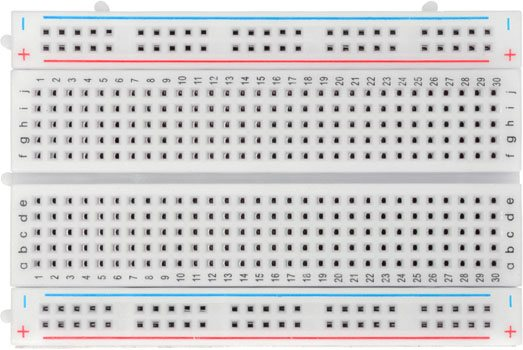 − −
+ +
1 2 3 4 5 6 7 8 9 10 11 12 13 14 15 16 17 18 19 20 21 22 23 24 25 26 27 28 29 30
j j
i i
h h
g g
f f
e e
d d
c c
b b
a a
1 2 3 4 5 6 7 8 9 10 11 12 13 14 15 16 17 18 19 20 21 22 23 24 25 26 27 28 29 30
− −
+ +